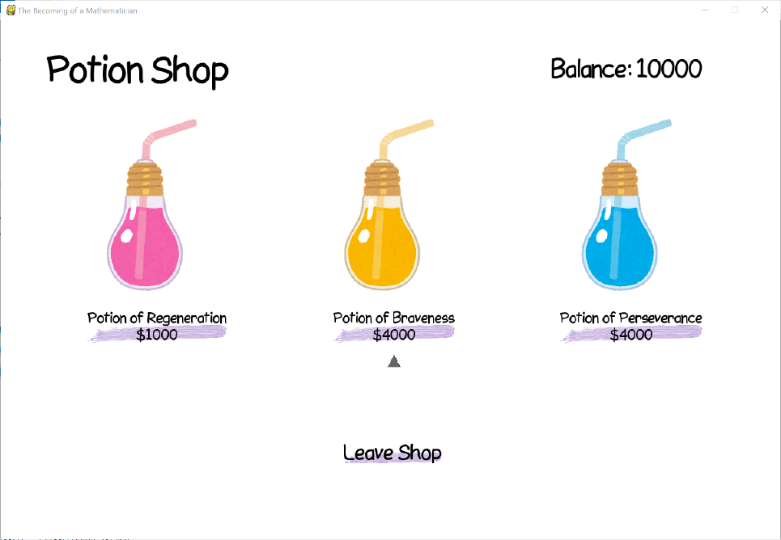 The Becoming of a Mathematician
Potion Shop
Balance: 10000
Potion of Regeneration
$1000
Potion of Braveness
$4000
Potion of Perseverance
$4000
Leave Shop